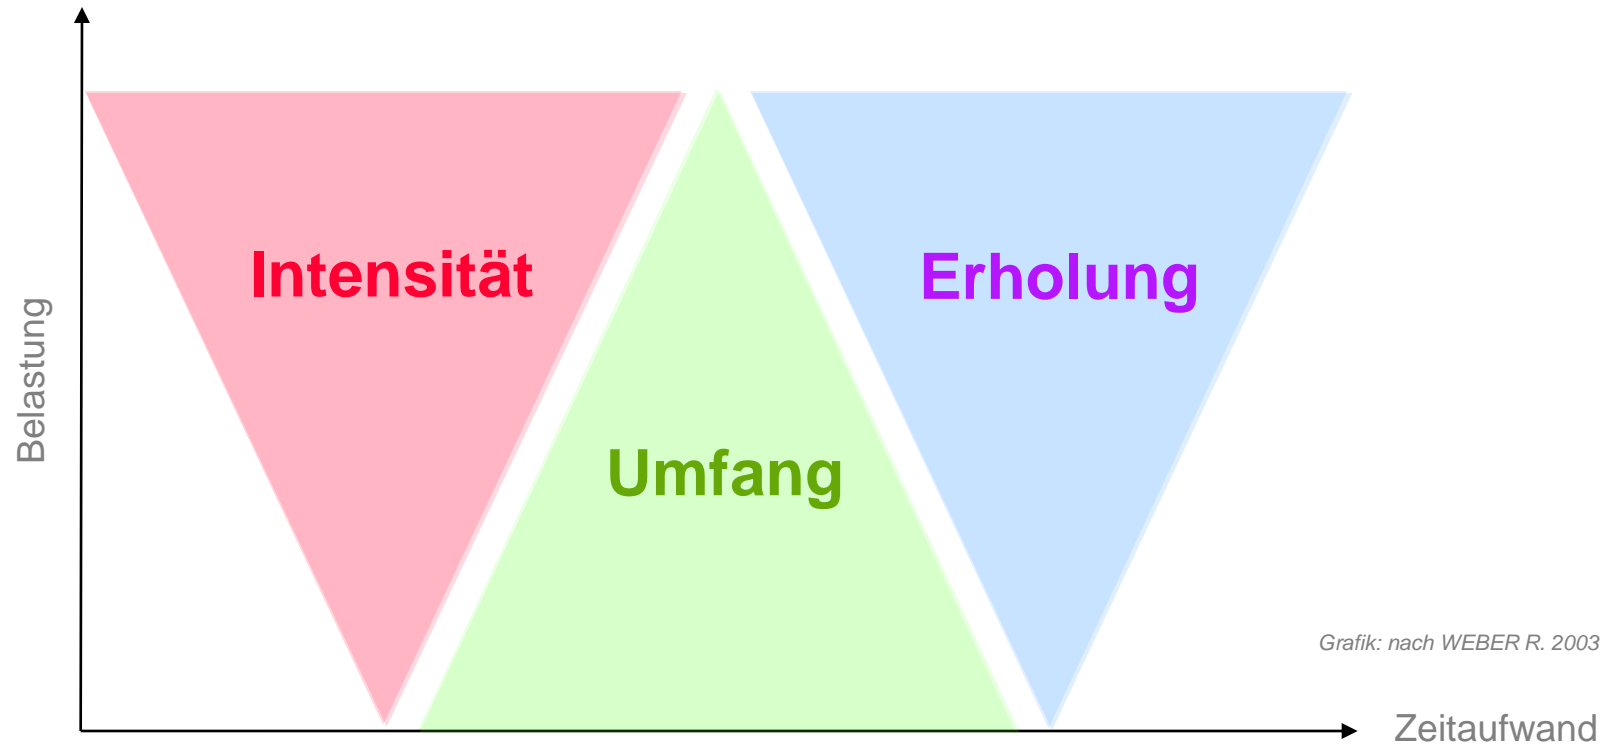 Intensität
Erholung
Umfang
Belastung
Grafik: nach WEBER R. 2003
Zeitaufwand